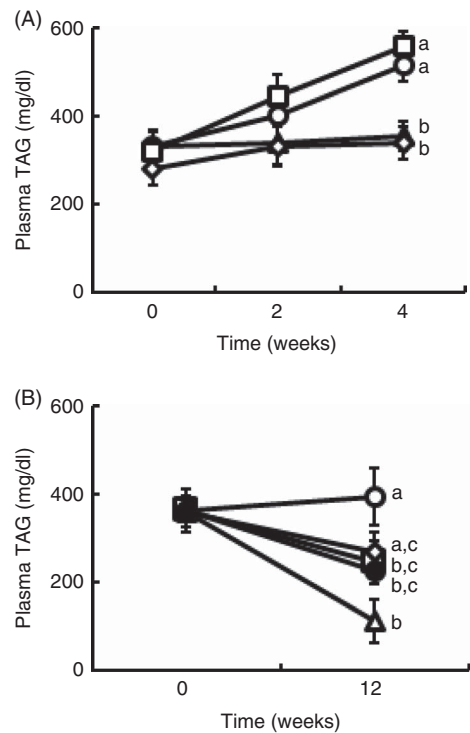 (A)
600
400
200
0
Plasma TAG (mg/dl)
a
a
b
b
0 2 4
Time (weeks)
(B)
600
400
200
0
Plasma TAG (mg/dl)
a
a,c
b,c
b,c
b
0 12
Time (weeks)